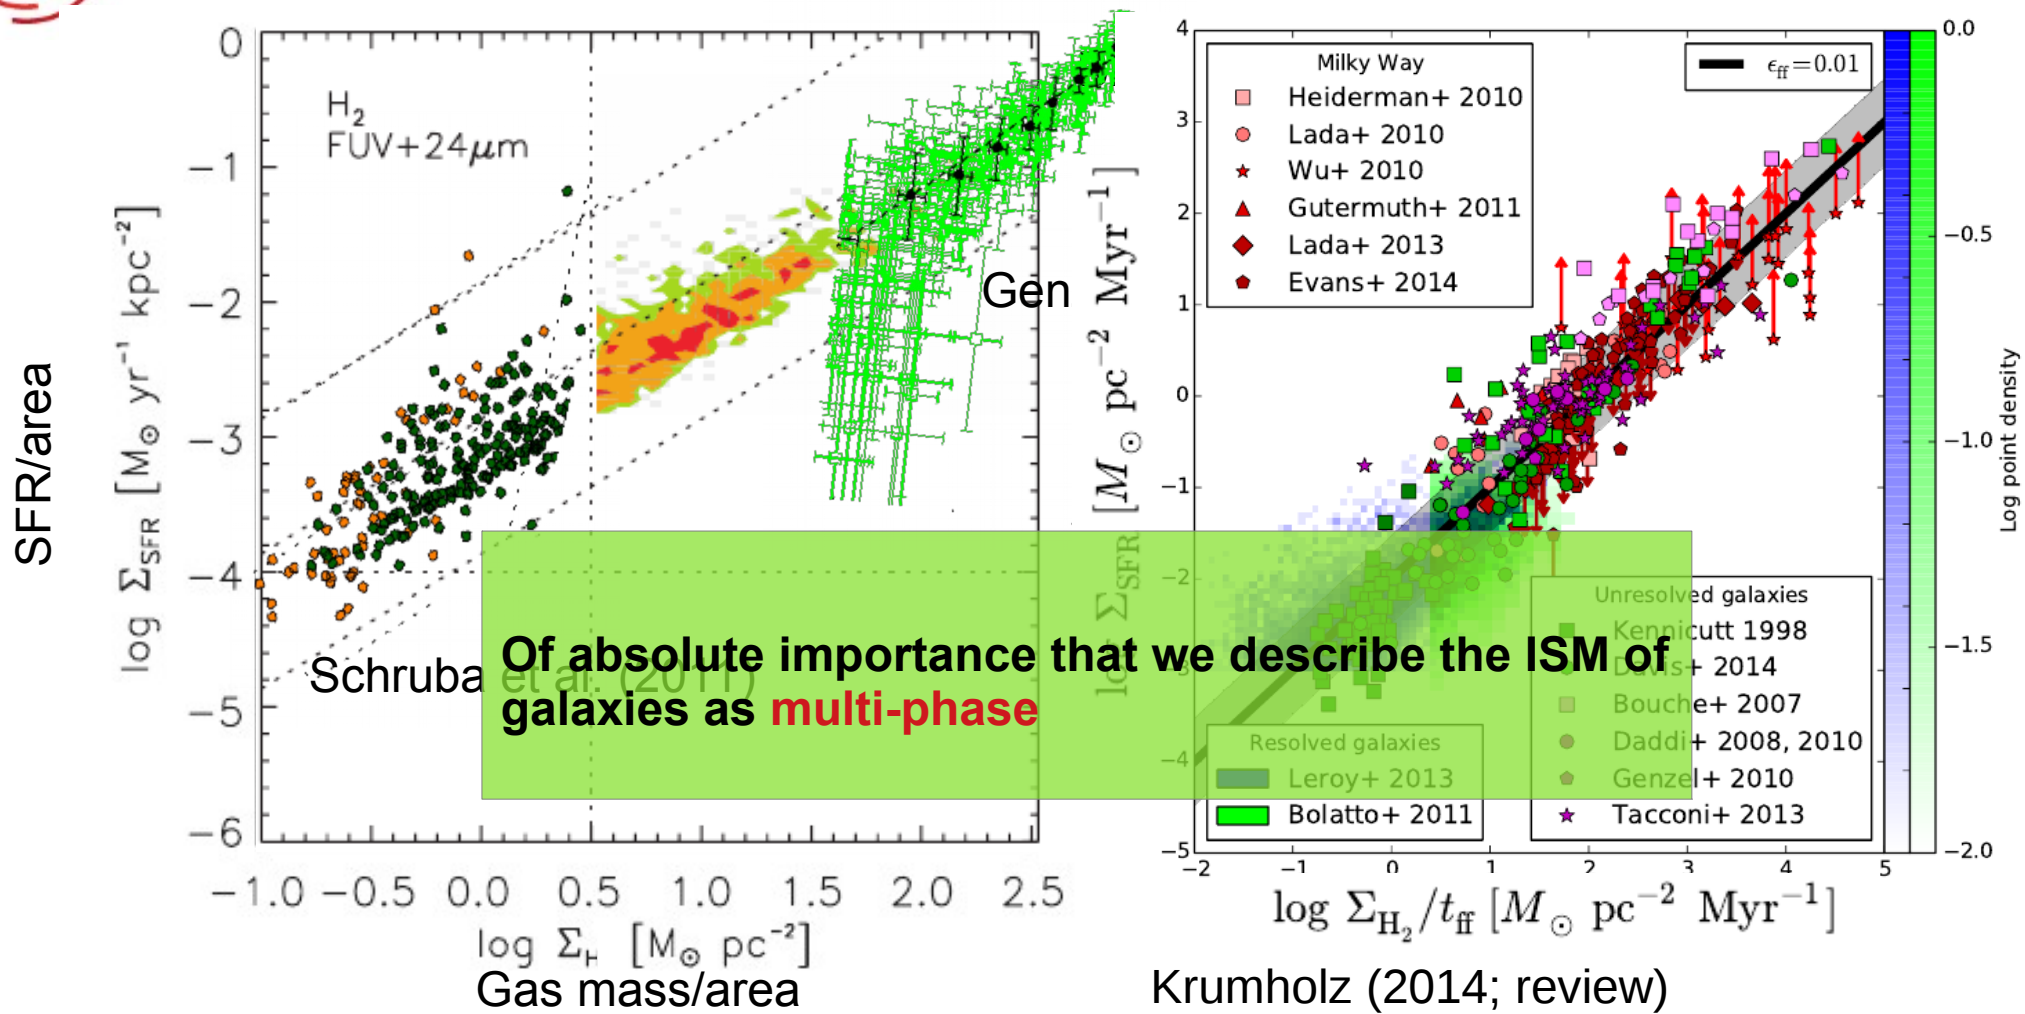 0
−1
−2
−3
−4
−5
−6
H2
FUV+24μm
SFR/area
log ΣSFR [M⊙ yr−1 kpc−2]
−1.0 −0.5 0.0 0.5 1.0 1.5 2.0 2.5
log ΣH [M⊙ pc−2]
Gas mass/area
Schruba et al. (2011)
Gen
Of absolute importance that we describe the ISM of
galaxies as multi-phase
4
3
2
1
0
−1
−2
−3
−4
−5
log ΣSFR [M⊙ pc−2 Myr−1]
Milky Way
Heiderman+ 2010
Lada+ 2010
Wu+ 2010
Gutermuth+ 2011
Lada+ 2013
Evans+ 2014
ϵff=0.01
Unresolved galaxies
Kennicutt 1998
Davis+ 2014
Bouche+ 2007
Daddi+ 2008, 2010
Genzel+ 2010
Tacconi+ 2013
Resolved galaxies
Leroy+ 2013
Bolatto+ 2011
−2 −1 0 1 2 3 4 5
log ΣH2/tff [M⊙ pc−2 Myr−1]
0.0
−0.5
−1.0
−1.5
−2.0
Log point density
Krumholz (2014; review)